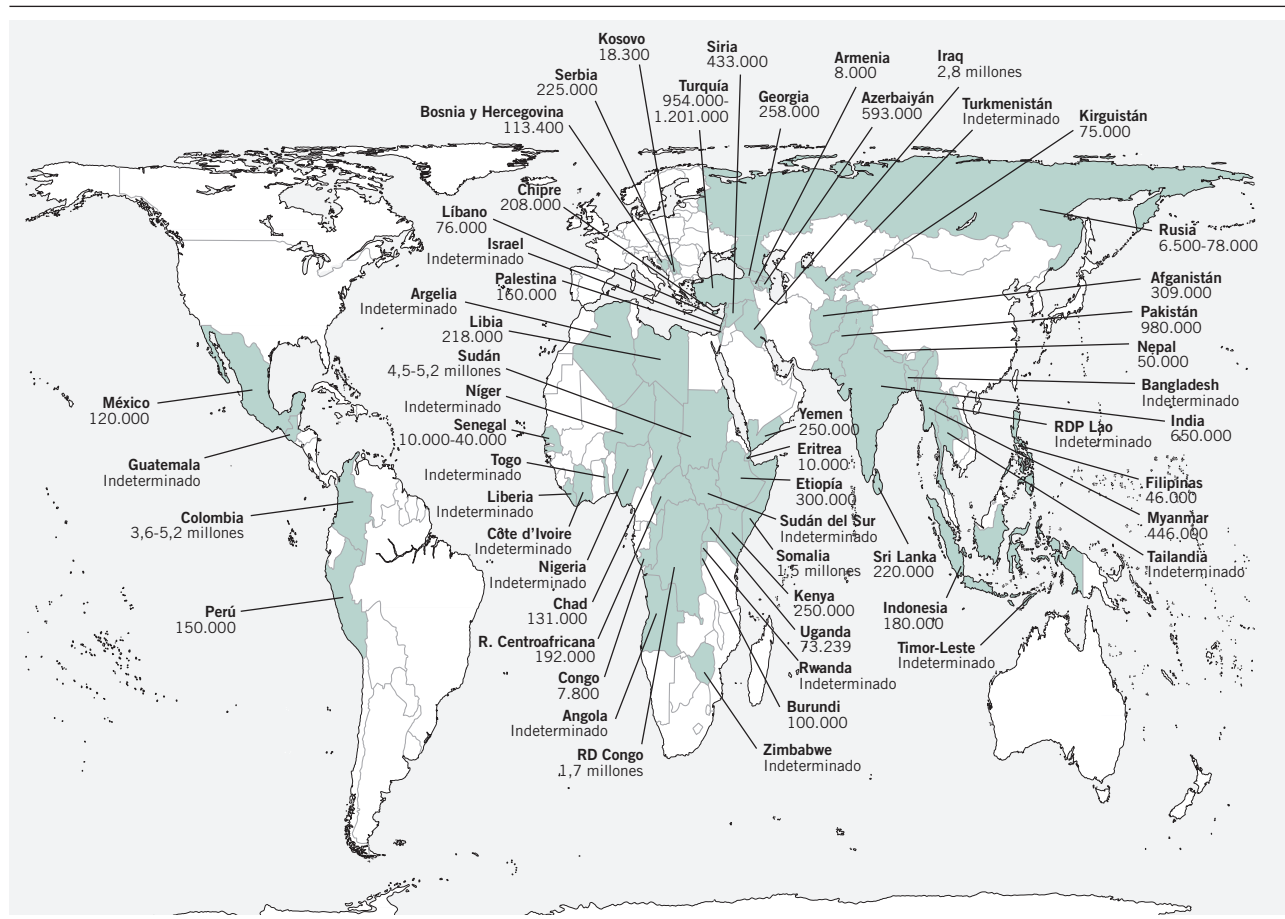 Kosovo
18.300
Siria
433.000
Armenia
8.000
Iraq
2,8 millones
Serbia
225.000
Turquía
954.000-
1.201.000
Georgia
258.000
Azerbaiyán
593.000
Turkmenistán
Indeterminado
Kirguistán
75.000
Bosnia y Hercegovina
113.400
Chipre
208.000
Líbano
76.000
Israel
Indeterminado
Palestina
160.000
Argelia
Indeterminado
Libia
218.000
Sudán
4,5-5,2 millones
Níger
Indeterminado
Senegal
10.000-40.000
Togo
Indeterminado
Liberia
Indeterminado
Côte d'Ivoire
Indeterminado
Nigeria
Indeterminado
Chad
131.000
R. Centroafricana
192.000
Congo
7.800
Angola
Indeterminado
RD Congo
1,7 millones
México
120.000
Guatemala
Indeterminado
Colombia
3,6-5,2 millones
Perú
150.000
Rusia
6.500-78.000
Afganistán
309.000
Pakistán
980.000
Nepal
50.000
Bangladesh
Indeterminado
India
650.000
RDP Lao
Indeterminado
Filipinas
46.000
Myanmar
446.000
Tailandia
Indeterminado
Yemen
250.000
Eritrea
10.000
Etiopía
300.000
Sudán del Sur
Indeterminado
Somalia
1,5 millones
Kenya
250.000
Uganda
73.239
Rwanda
Indeterminado
Burundi
100.000
Zimbabwe
Indeterminado
Sri Lanka
220.000
Indonesia
180.000
Timor-Leste
Indeterminado